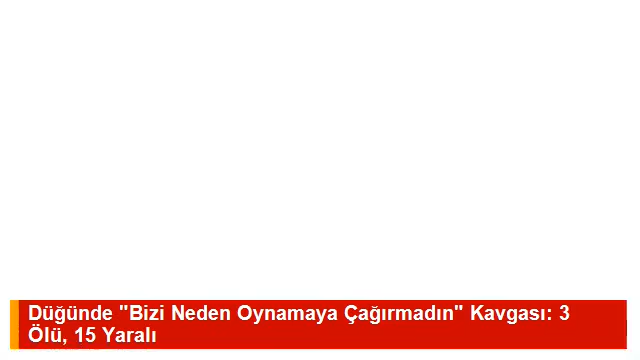 Düğünde "Bizi Neden Oynamaya Çağırmadın" Kavgası: 3
Ölü, 15 Yaralı